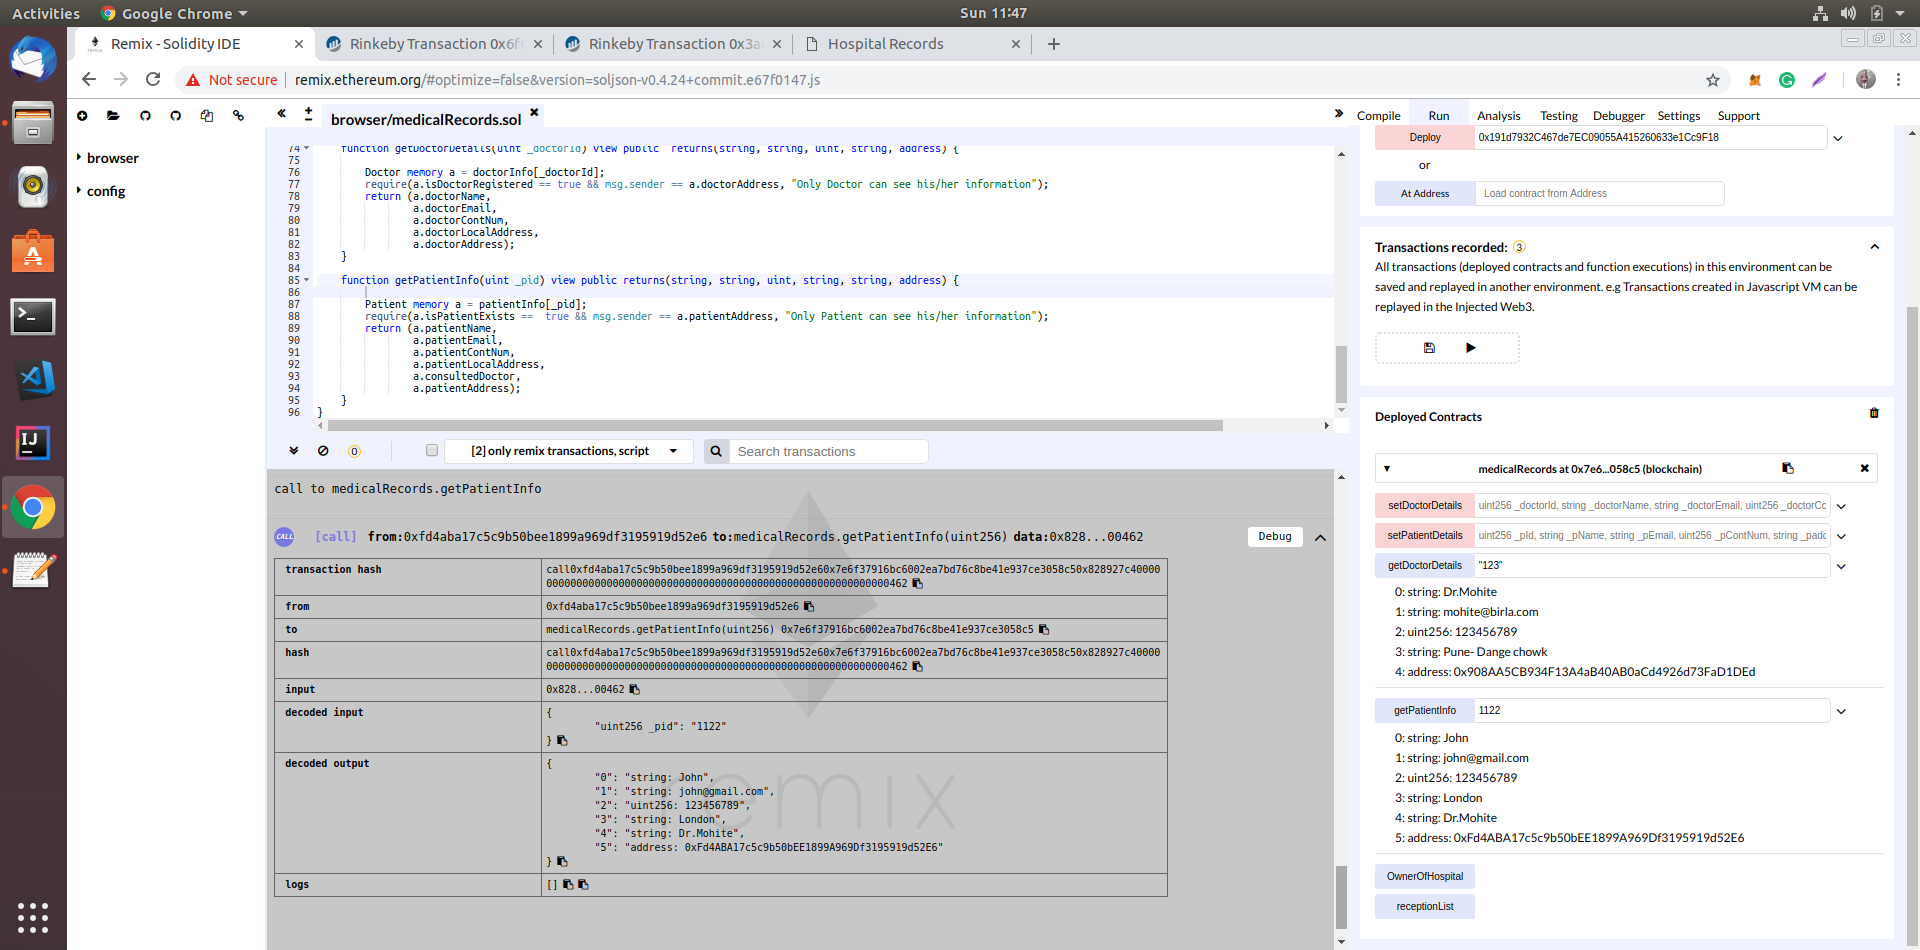 Activities Google Chrome Sun 11:47
Remix - Solidity IDE
Rinkeby Transaction 0x6f
Rinkeby Transaction 0x3a
Hospital Records
Not secure remix.ethereum.org/#optimize=false&version=soljson-v0.4.24+commit.e67f0147.js
browser
config
browser/medicalRecords.sol
74 function getDoctorDetails(uint _doctorId) view public returns(string, string, uint, string, address) {
75
76 Doctor memory a = doctorInfo[_doctorId];
77 require(a.isDoctorRegistered == true && msg.sender == a.doctorAddress, "Only Doctor can see his/her information");
78 return (a.doctorName,
79 a.doctorEmail,
80 a.doctorContNum,
81 a.doctorLocalAddress,
82 a.doctorAddress);
83 }
84
85 function getPatientInfo(uint _pid) view public returns(string, string, uint, string, string, address) {
86
87 Patient memory a = patientInfo[_pid];
88 require(a.isPatientExists == true && msg.sender == a.patientAddress, "Only Patient can see his/her information");
89 return (a.patientName,
90 a.patientEmail,
91 a.patientContNum,
92 a.patientLocalAddress,
93 a.consultedDoctor,
94 a.patientAddress);
95 }
96 }
0 [2] only remix transactions, script Search transactions
call to medicalRecords.getPatientInfo
CALL [call] from:0xfd4aba17c5c9b50bee1899a969df3195919d52e6 to:medicalRecords.getPatientInfo(uint256) data:0x828...00462 Debug
transaction hash call0xfd4aba17c5c9b50bee1899a969df3195919d52e60x7e6f37916bc6002ea7bd76c8be41e937ce3058c50x828927c40000
00000000000000000000000000000000000000000000000000000000462
from 0xfd4aba17c5c9b50bee1899a969df3195919d52e6
to medicalRecords.getPatientInfo(uint256) 0x7e6f37916bc6002ea7bd76c8be41e937ce3058c5
hash call0xfd4aba17c5c9b50bee1899a969df3195919d52e60x7e6f37916bc6002ea7bd76c8be41e937ce3058c50x828927c40000
00000000000000000000000000000000000000000000000000000000462
input 0x828...00462
decoded input {
"uint256 _pid": "1122"
}
decoded output {
"0": "string: John",
"1": "string: john@gmail.com",
"2": "uint256: 123456789",
"3": "string: London",
"4": "string: Dr.Mohite",
"5": "address: 0xFd4ABA17c5c9b50bEE1899A969Df3195919d52E6"
}
logs []
remix
Compile Run Analysis Testing Debugger Settings Support
Deploy 0x191d7932C467de7EC09055A415260633e1Cc9F18
or
At Address Load contract from Address
Transactions recorded: 3
All transactions (deployed contracts and function executions) in this environment can be
saved and replayed in another environment. e.g Transactions created in Javascript VM can be
replayed in the Injected Web3.
Deployed Contracts
medicalRecords at 0x7e6...058c5 (blockchain)
setDoctorDetails uint256 _doctorId, string _doctorName, string _doctorEmail, uint256 _doctorCo
setPatientDetails uint256 _pId, string _pName, string _pEmail, uint256 _pContNum, string _padd
getDoctorDetails "123"
0: string: Dr.Mohite
1: string: mohite@birla.com
2: uint256: 123456789
3: string: Pune- Dange chowk
4: address: 0x908AA5CB934F13A4aB40AB0aCd4926d73FaD1DEd
getPatientInfo 1122
0: string: John
1: string: john@gmail.com
2: uint256: 123456789
3: string: London
4: string: Dr.Mohite
5: address: 0xFd4ABA17c5c9b50bEE1899A969Df3195919d52E6
OwnerOfHospital
receptionList